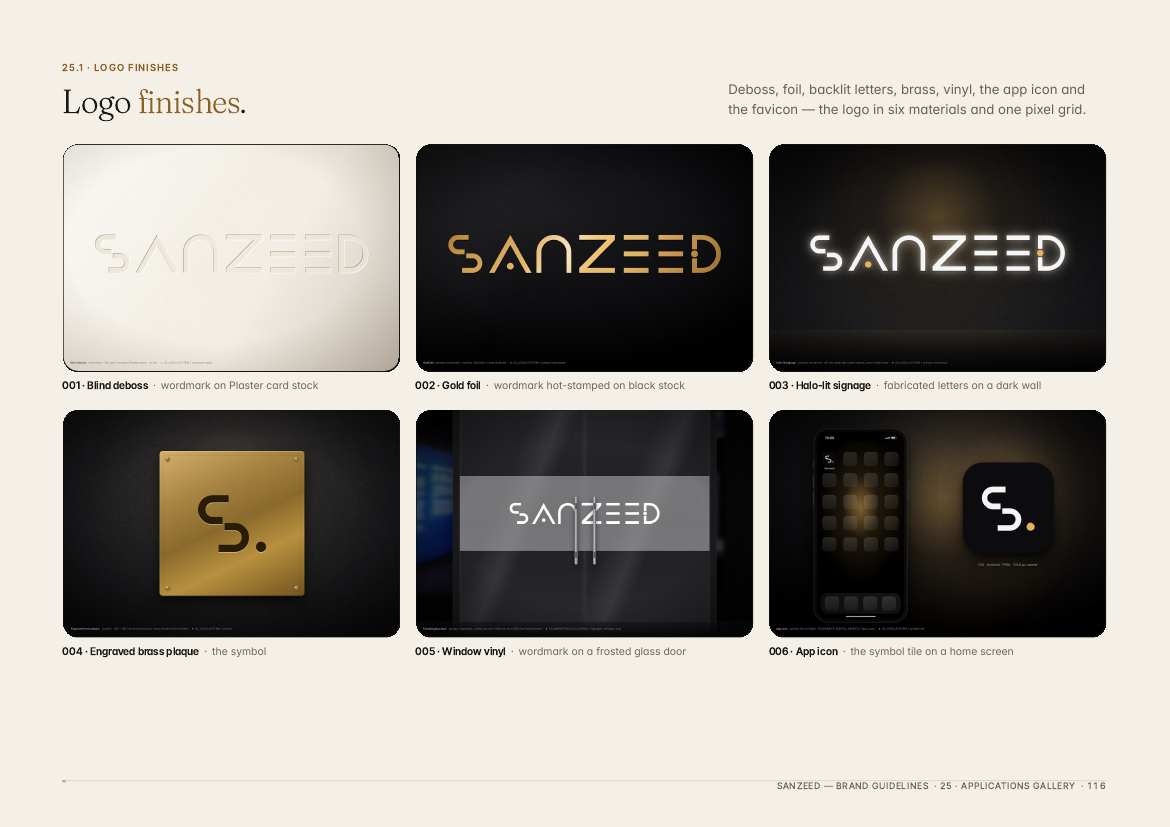 25.1 · LOGO FINISHES
Logo finishes.
Deboss, foil, backlit letters, brass, vinyl, the app icon and
the favicon — the logo in six materials and one pixel grid.
SANZEED
SANZEED
SANZEED
001 · Blind deboss · wordmark on Plaster card stock
002 · Gold foil · wordmark hot-stamped on black stock
003 · Halo-lit signage · fabricated letters on a dark wall
S.
SANZEED
S.
004 · Engraved brass plaque · the symbol
005 · Window vinyl · wordmark on a frosted glass door
006 · App icon · the symbol tile on a home screen
SANZEED — BRAND GUIDELINES · 25 · APPLICATIONS GALLERY · 116